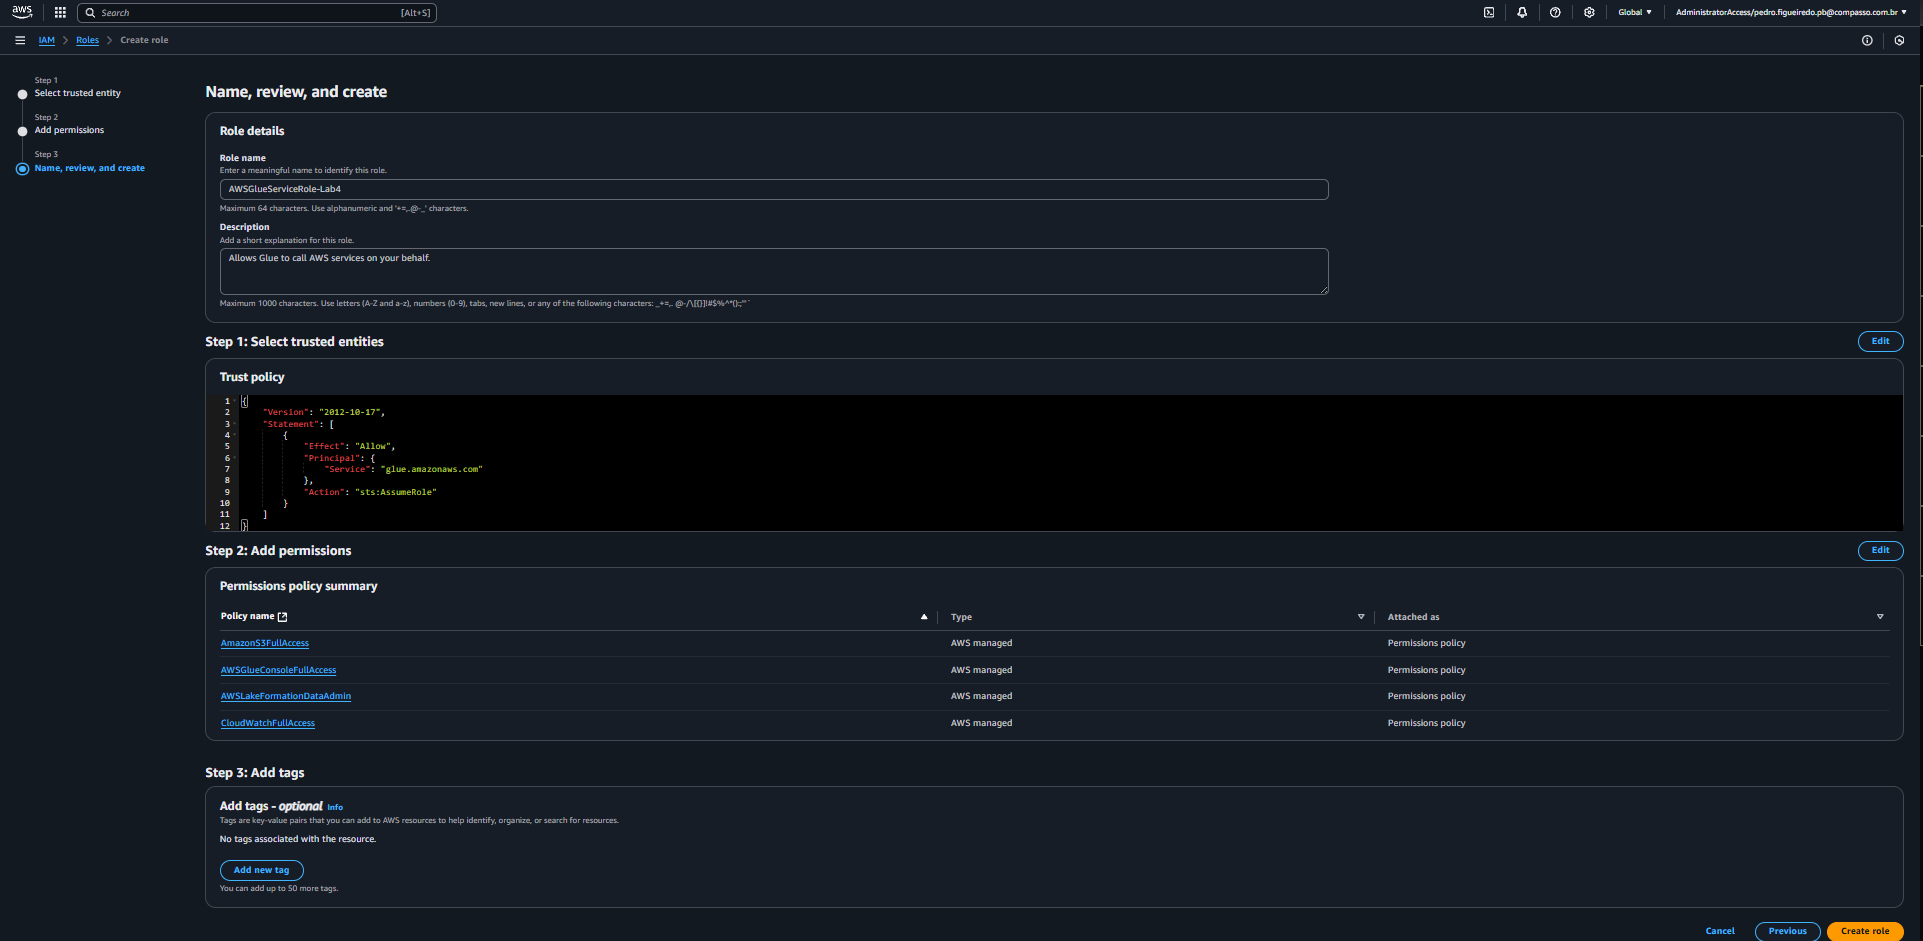 aws
Search
[Alt+S]
Global
AdministratorAccess/pedro.figueiredo.pb@compasso.com.br
IAM
Roles
Create role
Step 1
Select trusted entity
Step 2
Add permissions
Step 3
Name, review, and create
Name, review, and create
Role details
Role name
Enter a meaningful name to identify this role.
AWSGlueServiceRole-Lab4
Maximum 64 characters. Use alphanumeric and '+=,.@-_' characters.
Description
Add a short explanation for this role.
Allows Glue to call AWS services on your behalf.
Maximum 1000 characters. Use letters (A-Z and a-z), numbers (0-9), tabs, new lines, or any of the following characters:
Step 1: Select trusted entities
Edit
Trust policy
1 {
2 "Version": "2012-10-17",
3 "Statement": [
4 {
5 "Effect": "Allow",
6 "Principal": {
7 "Service": "glue.amazonaws.com"
8 },
9 "Action": "sts:AssumeRole"
10 }
11 ]
12 }
Step 2: Add permissions
Edit
Permissions policy summary
Policy name Type Attached as
AmazonS3FullAccess AWS managed Permissions policy
AWSGlueConsoleFullAccess AWS managed Permissions policy
AWSLakeFormationDataAdmin AWS managed Permissions policy
CloudWatchFullAccess AWS managed Permissions policy
Step 3: Add tags
Add tags - optional Info
Tags are key-value pairs that you can add to AWS resources to help identify, organize, or search for resources.
No tags associated with the resource.
Add new tag
You can add up to 50 more tags.
Cancel
Previous
Create role